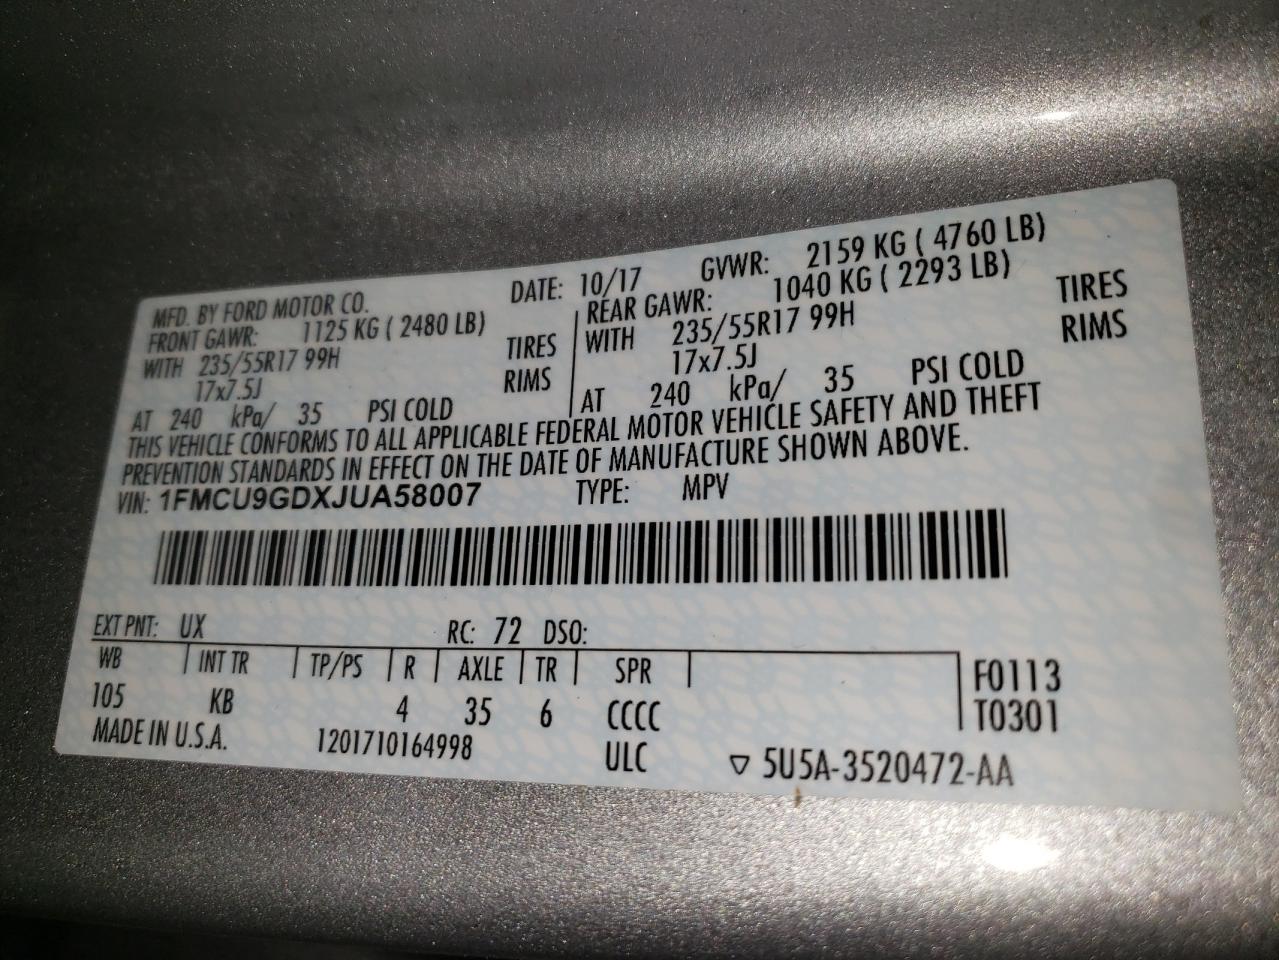 MFD. BY FORD MOTOR CO. DATE: 10/17 GVWR: 2159 KG ( 4760 LB)
FRONT GAWR: 1125 KG ( 2480 LB) REAR GAWR: 1040 KG ( 2293 LB)
WITH 235/55R17 99H TIRES WITH 235/55R17 99H TIRES
17x7.5J RIMS 17x7.5J RIMS
AT 240 kPa/ 35 PSI COLD AT 240 kPa/ 35 PSI COLD
THIS VEHICLE CONFORMS TO ALL APPLICABLE FEDERAL MOTOR VEHICLE SAFETY AND THEFT
PREVENTION STANDARDS IN EFFECT ON THE DATE OF MANUFACTURE SHOWN ABOVE.
VIN: 1FMCU9GDXJUA58007 TYPE: MPV
EXT PNT: UX RC: 72 DSO:
WB INT TR TP/PS R AXLE TR SPR F0113
105 KB 4 35 6 CCCC T0301
MADE IN U.S.A. 1201710164998 ULC ▽ 5U5A-3520472-AA